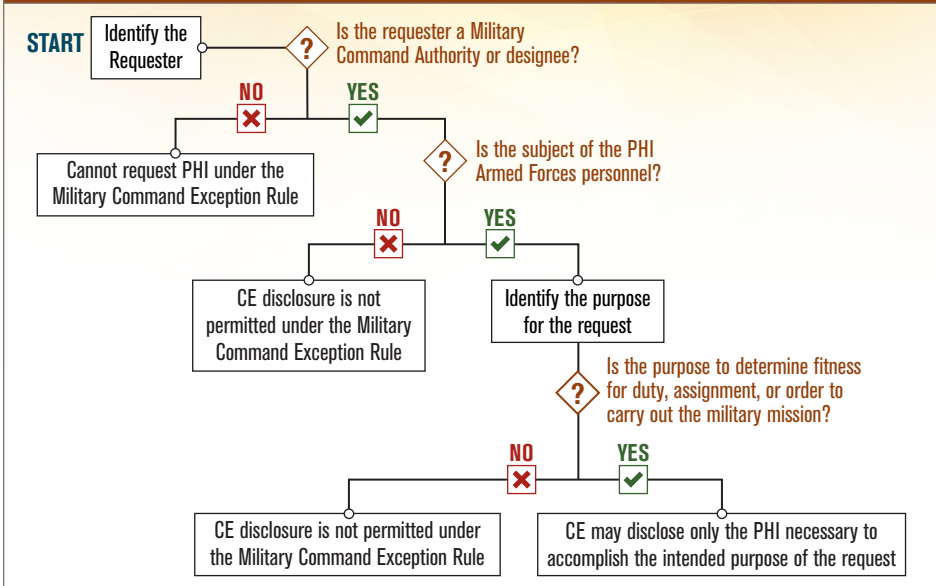 START
Identify the
Requester
?
Is the requester a Military
Command Authority or designee?
NO
YES
Cannot request PHI under the
Military Command Exception Rule
?
Is the subject of the PHI
Armed Forces personnel?
NO
YES
CE disclosure is not
permitted under the Military
Command Exception Rule
Identify the purpose
for the request
?
Is the purpose to determine fitness
for duty, assignment, or order to
carry out the military mission?
NO
YES
CE disclosure is not permitted under
the Military Command Exception Rule
CE may disclose only the PHI necessary to
accomplish the intended purpose of the request